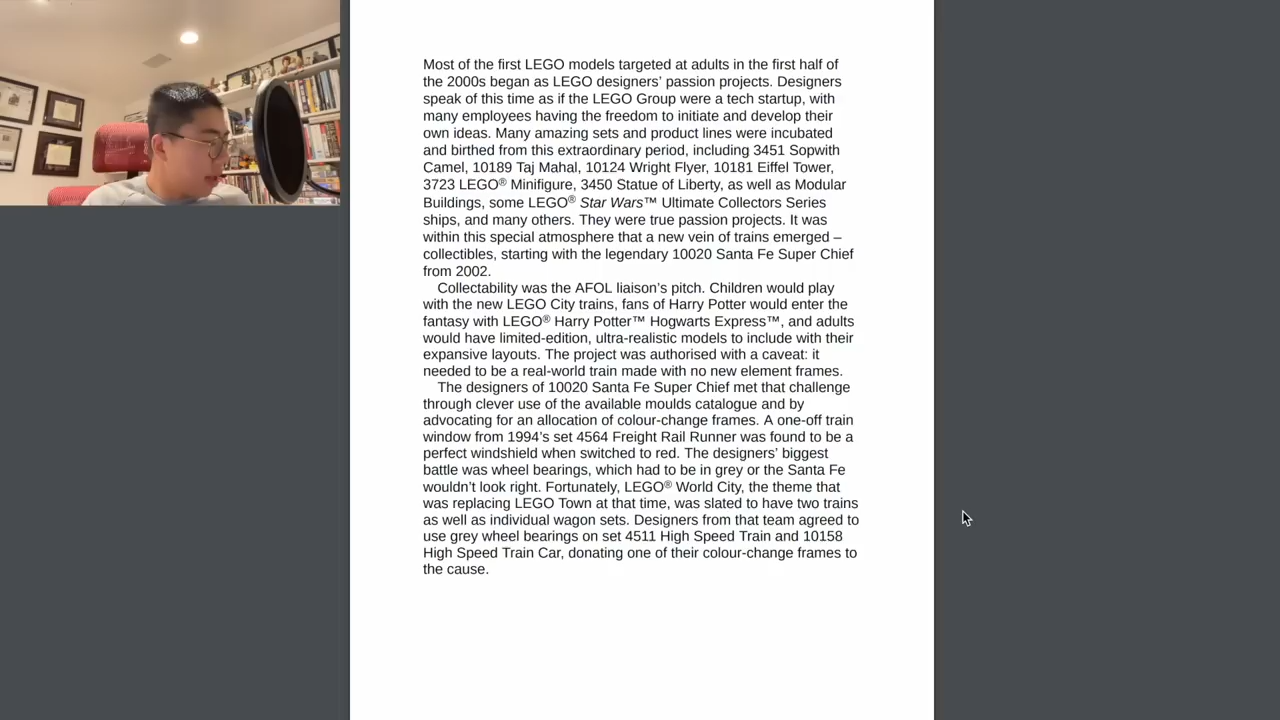 Most of the first LEGO models targeted at adults in the first half of
the 2000s began as LEGO designers’ passion projects. Designers
speak of this time as if the LEGO Group were a tech startup, with
many employees having the freedom to initiate and develop their
own ideas. Many amazing sets and product lines were incubated
and birthed from this extraordinary period, including 3451 Sopwith
Camel, 10189 Taj Mahal, 10124 Wright Flyer, 10181 Eiffel Tower,
3723 LEGO® Minifigure, 3450 Statue of Liberty, as well as Modular
Buildings, some LEGO® Star Wars™ Ultimate Collectors Series
ships, and many others. They were true passion projects. It was
within this special atmosphere that a new vein of trains emerged –
collectibles, starting with the legendary 10020 Santa Fe Super Chief
from 2002.
Collectability was the AFOL liaison’s pitch. Children would play
with the new LEGO City trains, fans of Harry Potter would enter the
fantasy with LEGO® Harry Potter™ Hogwarts Express™, and adults
would have limited-edition, ultra-realistic models to include with their
expansive layouts. The project was authorised with a caveat: it
needed to be a real-world train made with no new element frames.
The designers of 10020 Santa Fe Super Chief met that challenge
through clever use of the available moulds catalogue and by
advocating for an allocation of colour-change frames. A one-off train
window from 1994’s set 4564 Freight Rail Runner was found to be a
perfect windshield when switched to red. The designers’ biggest
battle was wheel bearings, which had to be in grey or the Santa Fe
wouldn’t look right. Fortunately, LEGO® World City, the theme that
was replacing LEGO Town at that time, was slated to have two trains
as well as individual wagon sets. Designers from that team agreed to
use grey wheel bearings on set 4511 High Speed Train and 10158
High Speed Train Car, donating one of their colour-change frames to
the cause.